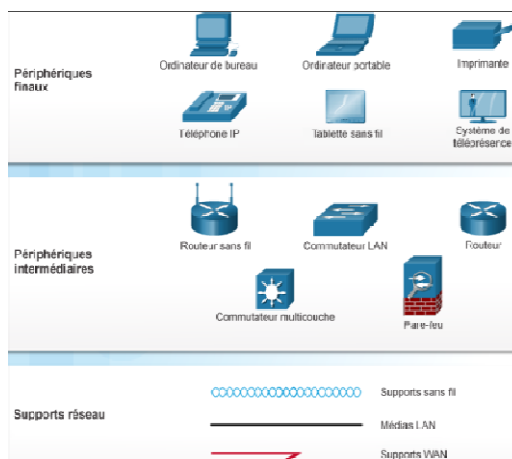 Périphériques
finaux
Ordinateur de bureau
Ordinateur portable
Imprimante
Téléphone IP
Tablette sans fil
Système de
téléprésence
Périphériques
intermédiaires
Routeur sans fil
Commutateur LAN
Routeur
Commutateur multicouche
Pare-feu
Supports réseau
Supports sans fil
Médias LAN
Supports WAN